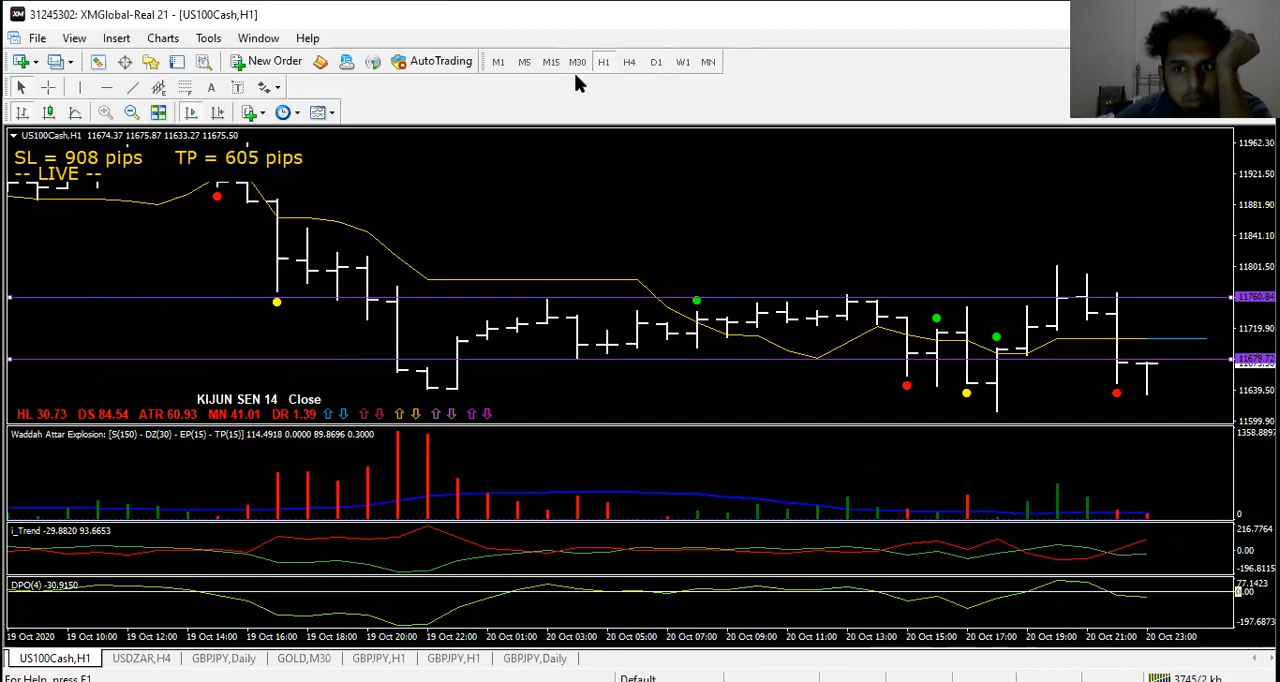 31245302: XMGlobal-Real 21 - [US100Cash,H1]
File View Insert Charts Tools Window Help
New Order AutoTrading M1 M5 M15 M30 H1 H4 D1 W1 MN
A T
US100Cash,H1 11674.37 11675.87 11633.27 11675.50
SL = 908 pips TP = 605 pips
-- LIVE --
11962.30
11921.50
11881.90
11841.10
11801.50
11760.84
11719.90
11679.72
11639.50
11599.90
KIJUN SEN 14 Close
HL 30.73 DS 84.54 ATR 60.93 MN 41.01 DR 1.39
Waddah Attar Explosion: [S(150) - DZ(30) - EP(15) - TP(15)] 114.4918 0.0000 89.8696 0.3000
0
i_Trend -29.8820 93.6653
216.7764
0.00
-196.8115
DPO(4) -30.9150
77.1423
0.00
-197.6873
19 Oct 2020 19 Oct 10:00 19 Oct 12:00 19 Oct 14:00 19 Oct 16:00 19 Oct 18:00 19 Oct 20:00 19 Oct 22:00 20 Oct 01:00 20 Oct 03:00 20 Oct 05:00 20 Oct 07:00 20 Oct 09:00 20 Oct 11:00 20 Oct 13:00 20 Oct 15:00 20 Oct 17:00 20 Oct 19:00 20 Oct 21:00 20 Oct 23:00
US100Cash,H1 USDZAR,H4 GBPJPY,Daily GOLD,M30 GBPJPY,H1 GBPJPY,H1 GBPJPY,Daily
For Help, press F1 Default 3745/2 kb